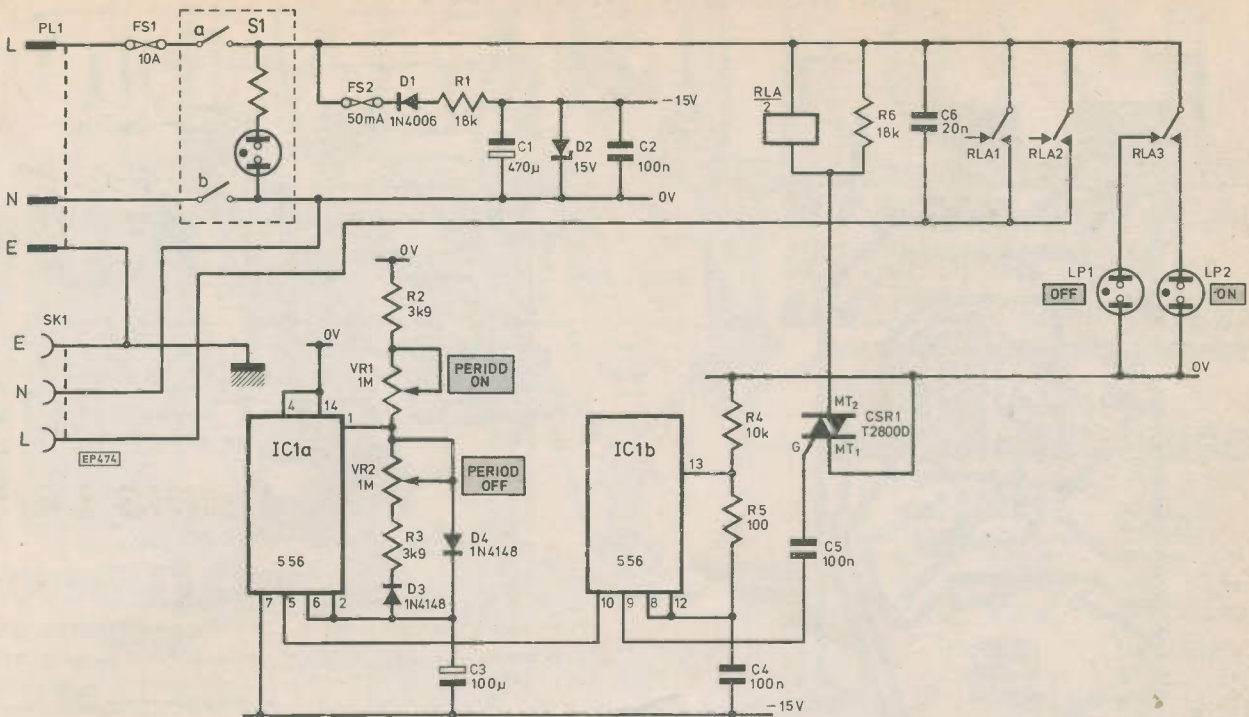 L
PL1
FS1
10A
a
S1
b
N
E
FS2
50mA
D1
1N4006
R1
18k
C1
470µ
D2
15V
C2
100n
-15V
0V
RLA
2
R6
18k
C6
20n
RLA1
RLA2
RLA3
LP1
OFF
LP2
ON
SK1
E
N
L
EP474
0V
R2
3k9
VR1
1M
PERIDD
ON
0V
4
14
1
IC1a
556
VR2
1M
PERIOD
OFF
R3
3k9
D4
1N4148
D3
1N4148
7
5
6
2
C3
100µ
IC1b
556
13
10
9
8
12
R4
10k
R5
100
C4
100n
C5
100n
MT2
CSR1
T2800D
G
MT1
0V
-15V